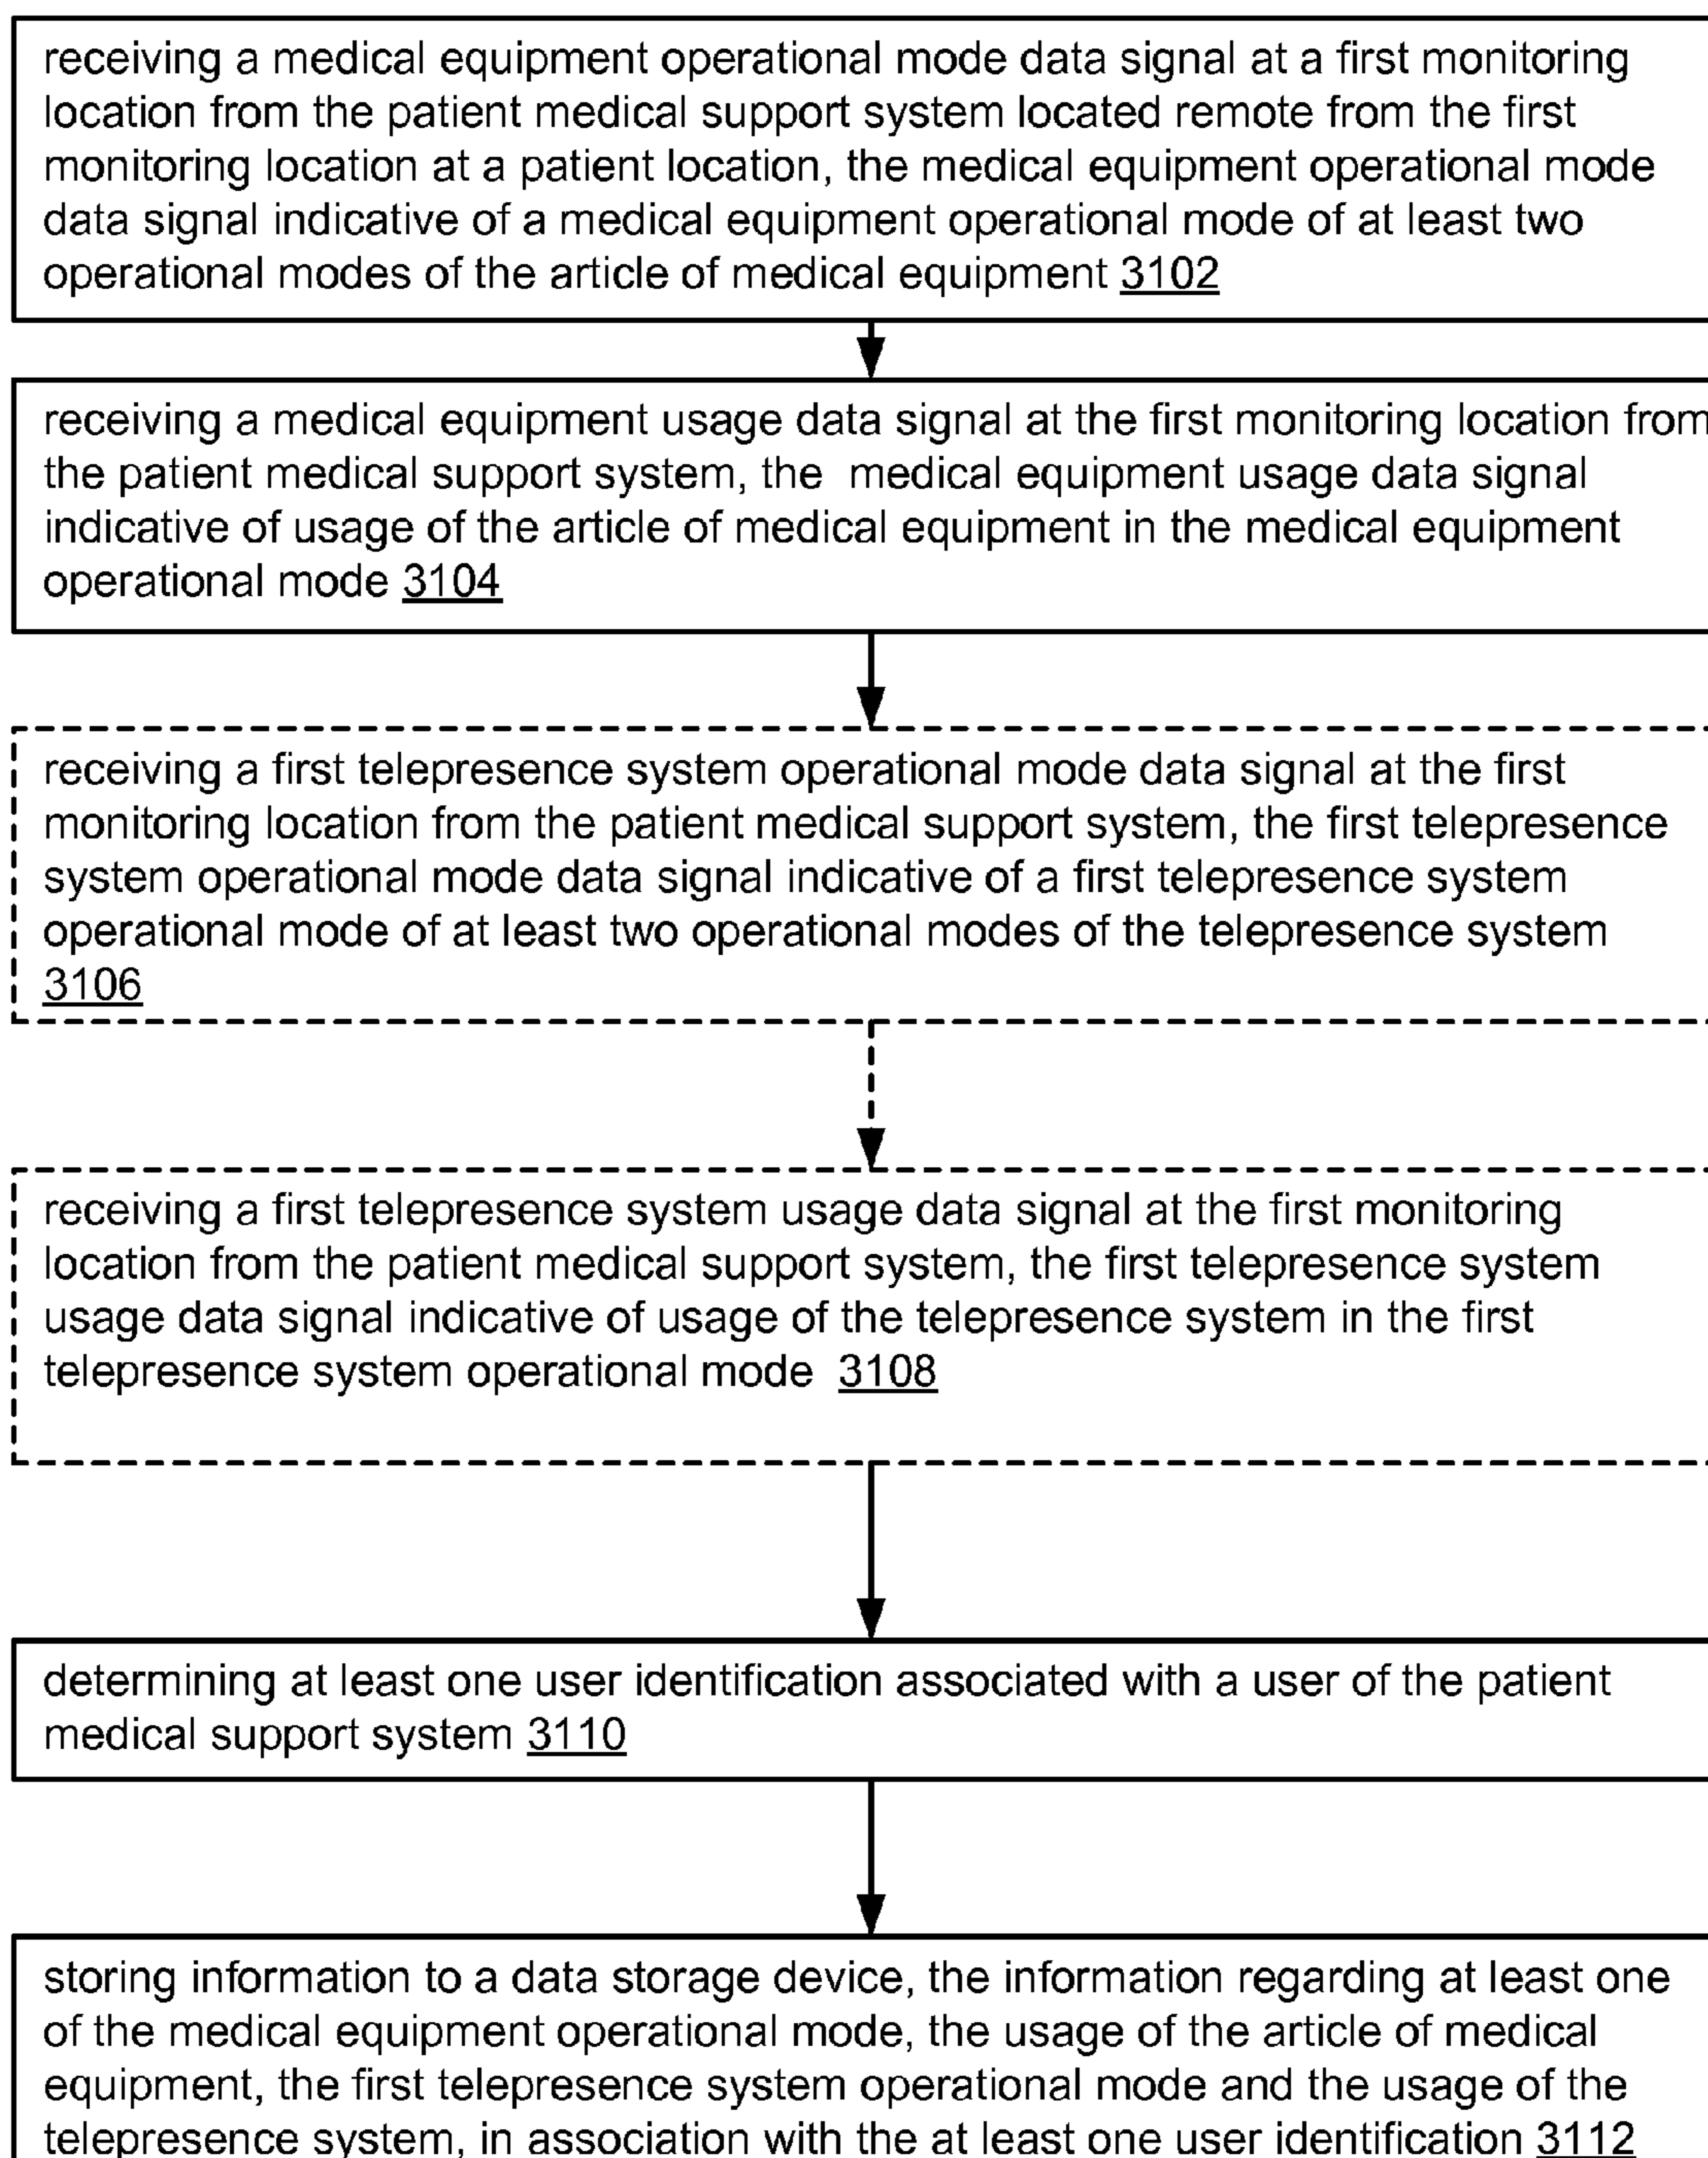 receiving a medical equipment operational mode data signal at a first monitoring
location from the patient medical support system located remote from the first
monitoring location at a patient location, the medical equipment operational mode
data signal indicative of a medical equipment operational mode of at least two
operational modes of the article of medical equipment 3102
receiving a medical equipment usage data signal at the first monitoring location from
the patient medical support system, the medical equipment usage data signal
indicative of usage of the article of medical equipment in the medical equipment
operational mode 3104
receiving a first telepresence system operational mode data signal at the first
monitoring location from the patient medical support system, the first telepresence
system operational mode data signal indicative of a first telepresence system
operational mode of at least two operational modes of the telepresence system
3106
receiving a first telepresence system usage data signal at the first monitoring
location from the patient medical support system, the first telepresence system
usage data signal indicative of usage of the telepresence system in the first
telepresence system operational mode 3108
determining at least one user identification associated with a user of the patient
medical support system 3110
storing information to a data storage device, the information regarding at least one
of the medical equipment operational mode, the usage of the article of medical
equipment, the first telepresence system operational mode and the usage of the
telepresence system, in association with the at least one user identification 3112